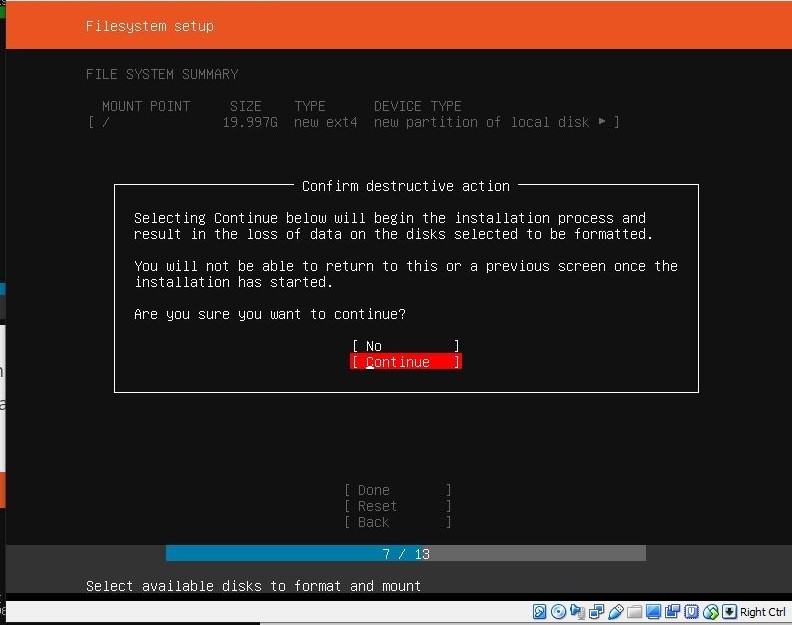 Filesystem setup
FILE SYSTEM SUMMARY
MOUNT POINT SIZE TYPE DEVICE TYPE
[ / 19.997G new ext4 new partition of local disk ▸ ]
Confirm destructive action
Selecting Continue below will begin the installation process and
result in the loss of data on the disks selected to be formatted.
You will not be able to return to this or a previous screen once the
installation has started.
Are you sure you want to continue?
[ No ]
[ Continue ]
[ Done ]
[ Reset ]
[ Back ]
7 / 13
Select available disks to format and mount
Right Ctrl